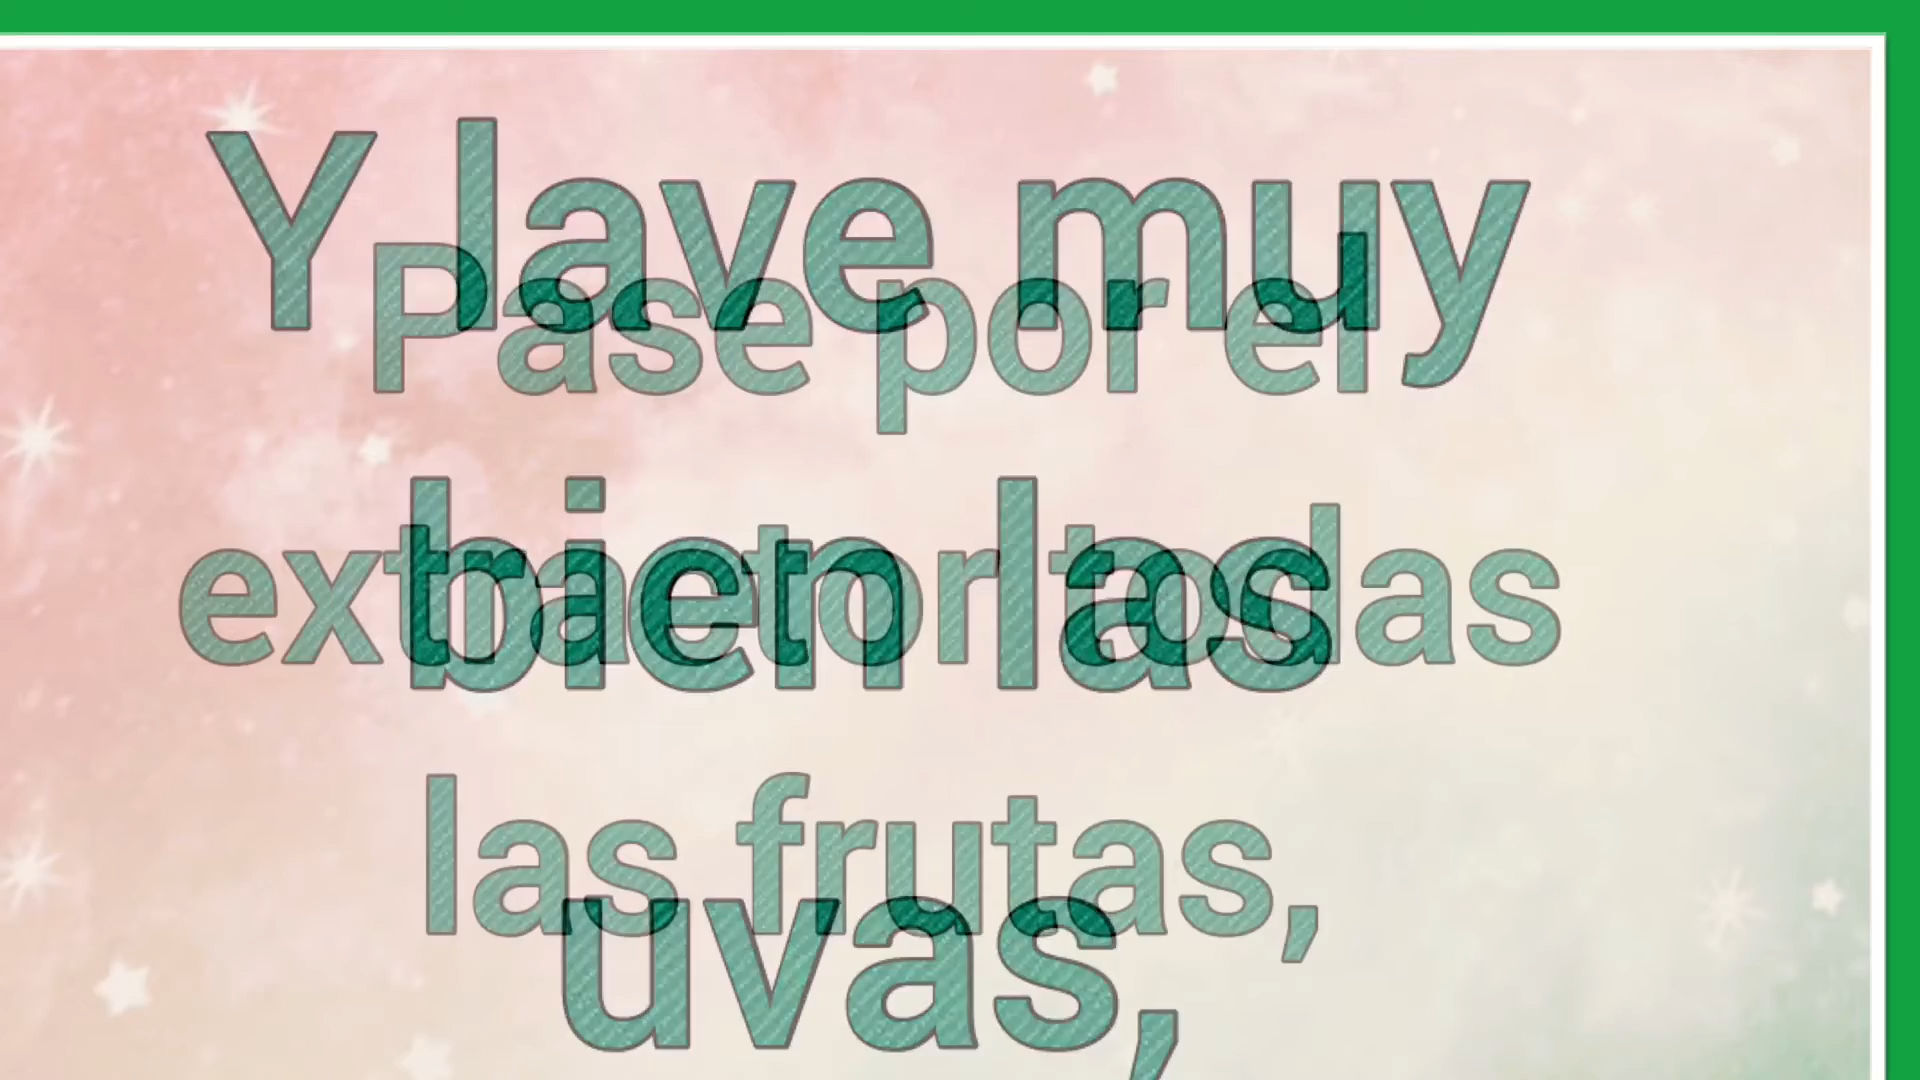 Y lave muy
bien las
uvas,
Pase por el
extractor todas
las frutas,